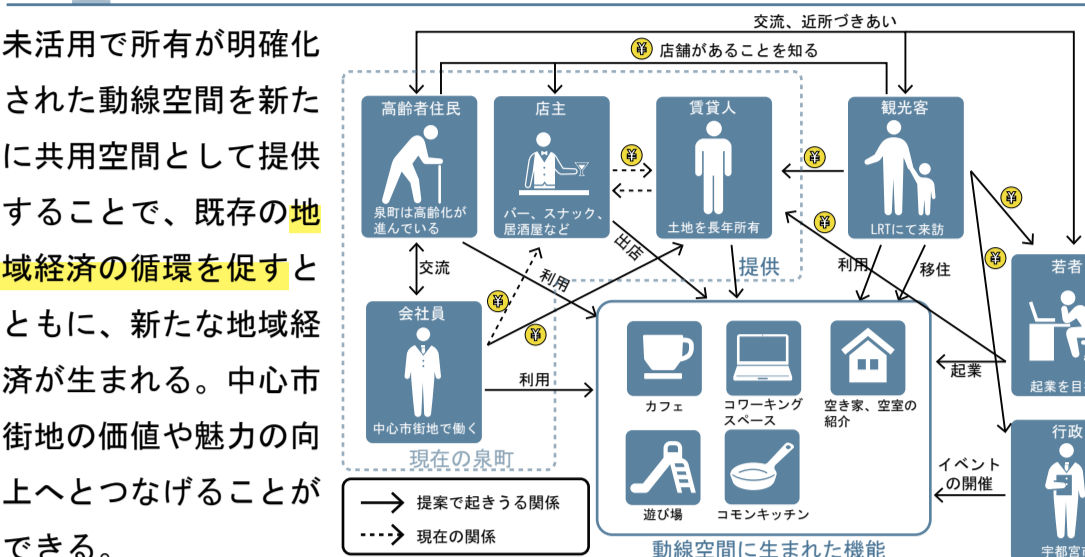 未活用で所有が明確化
された動線空間を新た
に共用空間として提供
することで、既存の地
域経済の循環を促すと
ともに、新たな地域経
済が生まれる。中心市
街地の価値や魅力の向
上へとつなげることが
できる。
交流、近所づきあい
¥ 店舗があることを知る
高齢者住民
泉町は高齢化が
進んでいる
店主
バー、スナック、
居酒屋など
¥
賃貸人
土地を長年所有
¥
観光客
LRTにて来訪
¥
¥
¥
若者
起業を目
交流
利用
出店
提供
利用
移住
会社員
中心市街地で働く
¥
¥
利用
起業
現在の泉町
カフェ
コワーキング
スペース
空き家、空室の
紹介
遊び場
コモンキッチン
動線空間に生まれた機能
イベント
の開催
行政
宇都宮
提案で起きうる関係
現在の関係